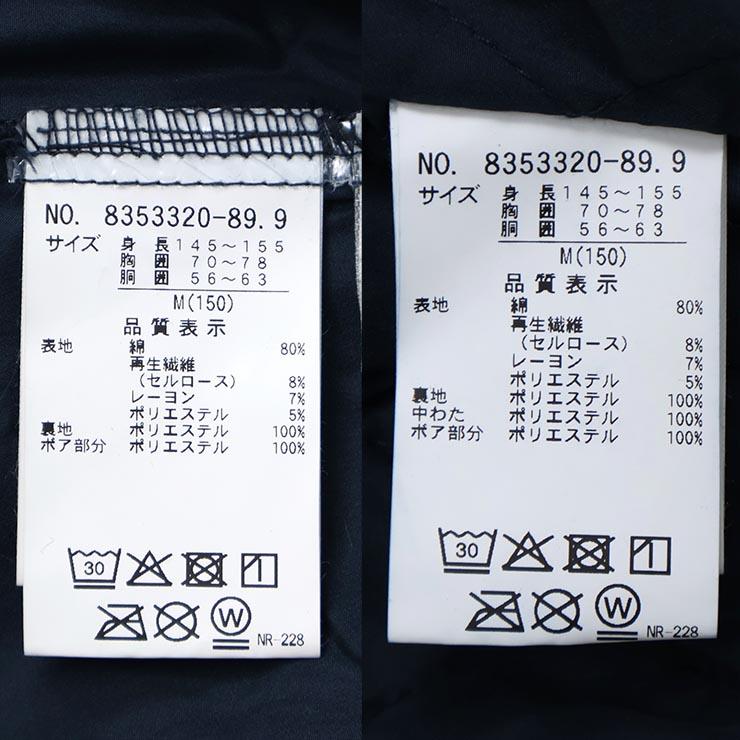 NO. 8353320-89.9
サイズ 身 長 145～155
胸 囲 70～78
胴 囲 56～63
M(150)
品質表示
表地 綿 80%
再生繊維
(セルロース) 8%
レーヨン 7%
ポリエステル 5%
裏地 ポリエステル 100%
ボア部分 ポリエステル 100%
30
W
NR-228
NO. 8353320-89.9
サイズ 身 長 145～155
胸 囲 70～78
胴 囲 56～63
M(150)
品質表示
表地 綿 80%
再生繊維
(セルロース) 8%
レーヨン 7%
ポリエステル 5%
裏地 ポリエステル 100%
中わた ポリエステル 100%
ボア部分 ポリエステル 100%
30
W
NR-228